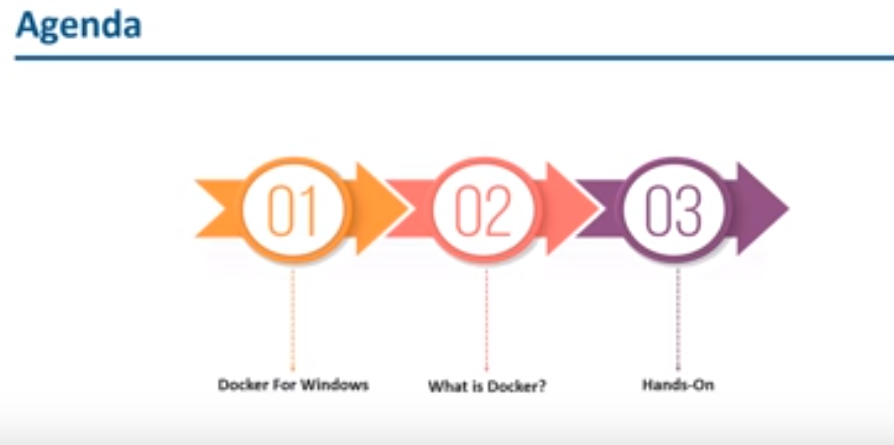 Agenda
01 02 03
Docker For Windows What is Docker? Hands-On